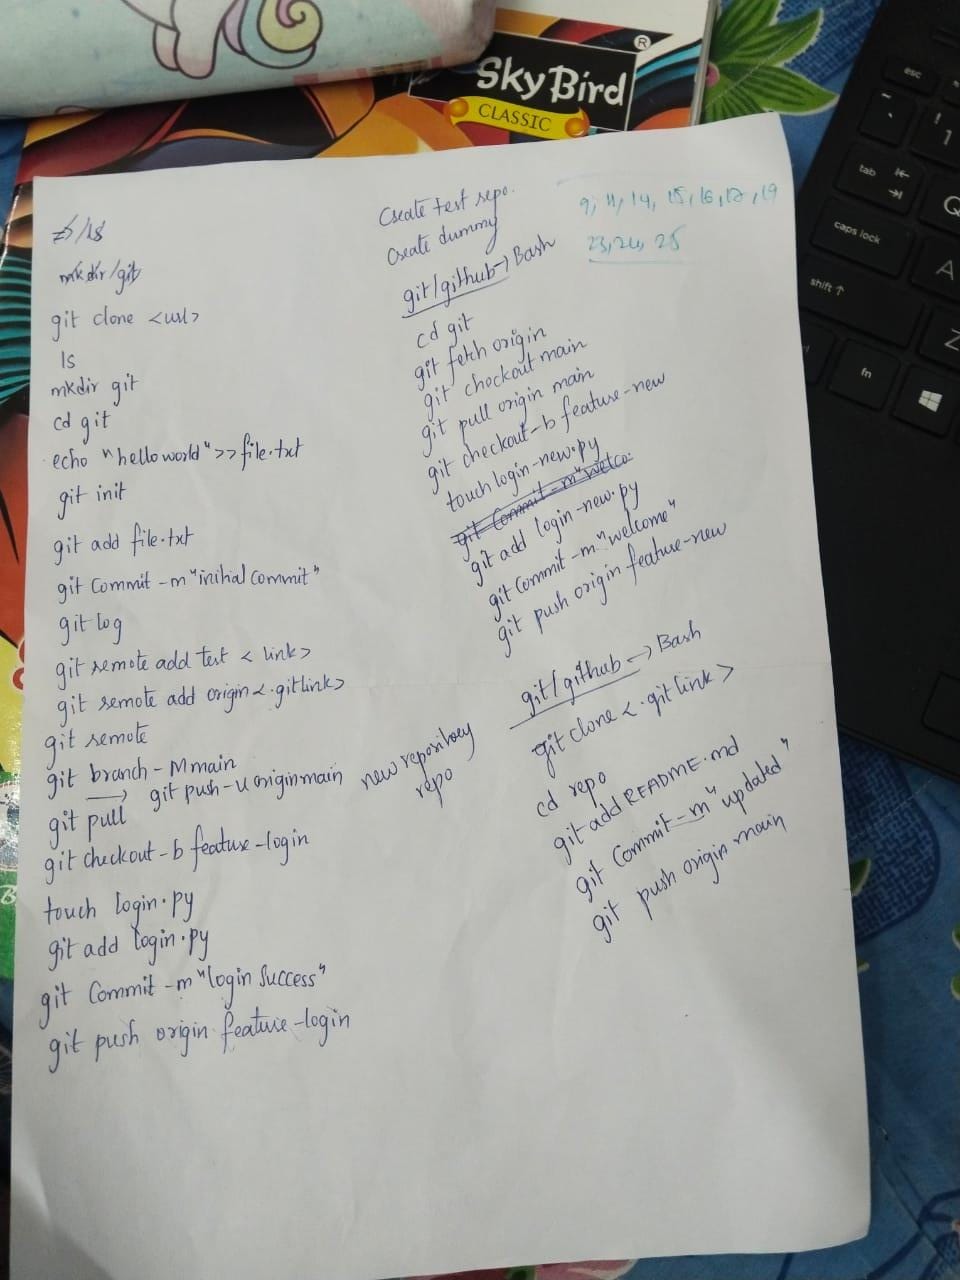 SkyBird
®
CLASSIC
mkdir/git
git clone <url>
ls
mkdir git
cd git
echo "hello world">>file.txt
git init
git add file.txt
git Commit -m "initial Commit"
git log
git remote add test < link>
git remote add origin<.gitlink>
git remote
git branch - M main
→ git push -u origin main
git pull
git checkout -b feature-login
touch login.py
git add login.py
git Commit -m "login Success"
git push origin feature-login
new repository
repo
Create test repo.
Create dummy
git/github→Bash
cd git
git fetch origin
git checkout main
git pull origin main
git checkout-b feature-new
touch login-new.py
git Commit -m "welco
git add login-new.py
git Commit -m "welcome"
git push origin feature-new
git/github → Bash
git clone <.git link>
cd repo
git add README.md
git Commit -m "updated"
git push origin main
9, 11, 14, 15, 16, 17, 19
23, 24, 25
esc
!
1
tab
Q
caps lock
A
shift ↑
Z
fn